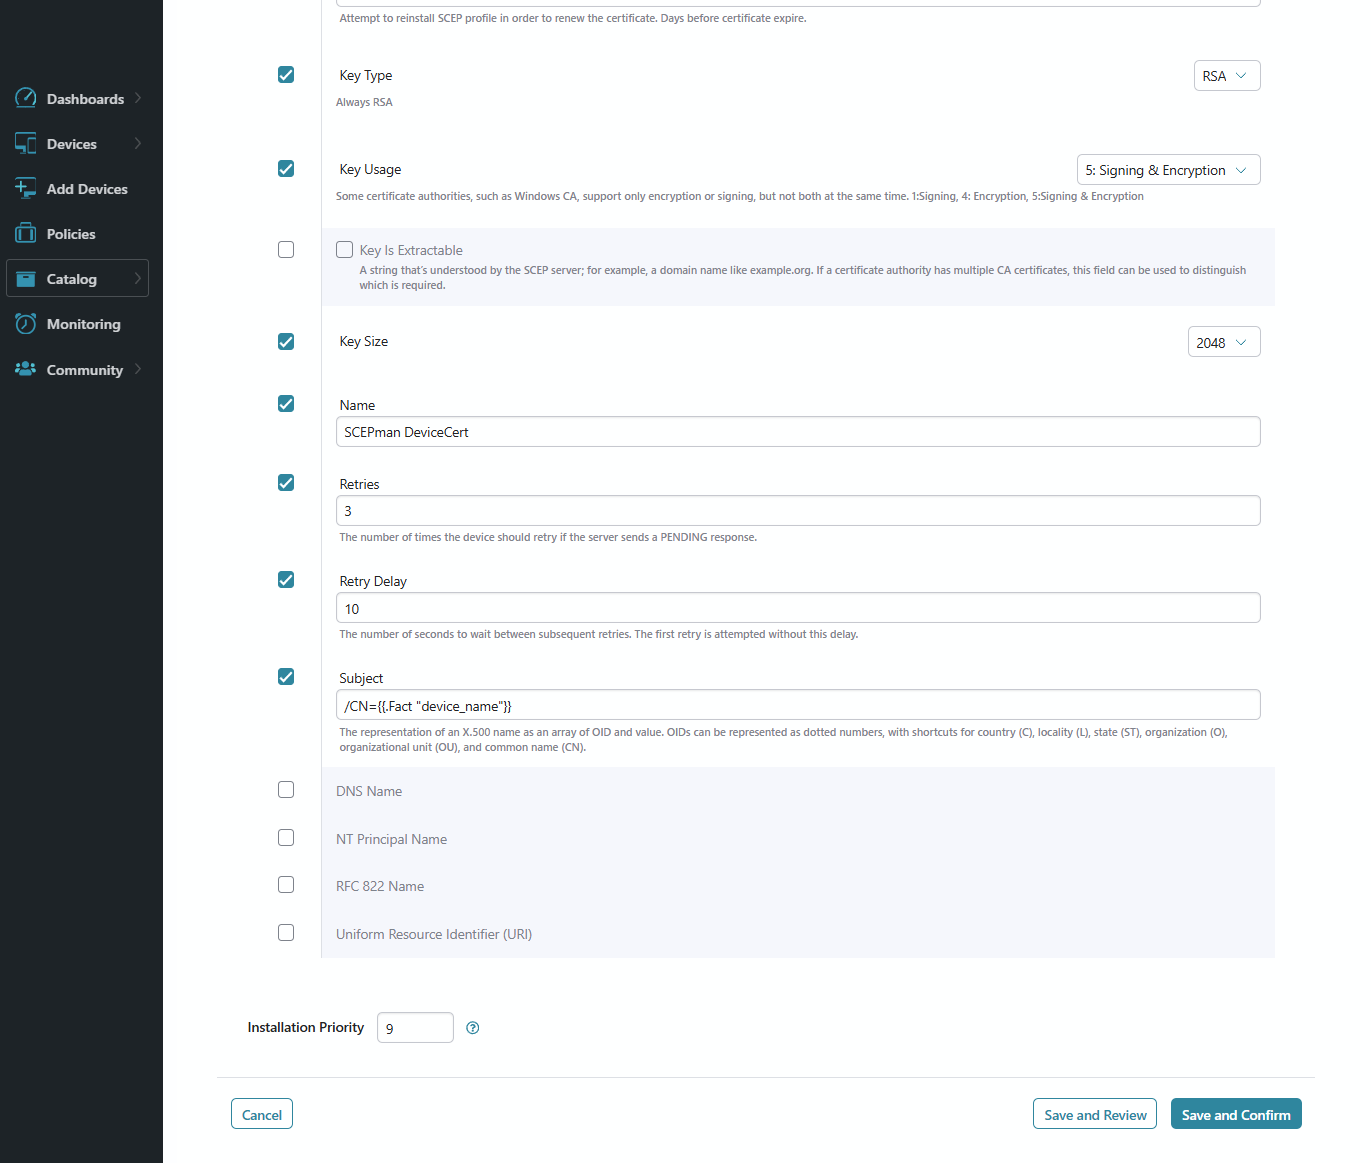 Dashboards
Devices
Add Devices
Policies
Catalog
Monitoring
Community
Attempt to reinstall SCEP profile in order to renew the certificate. Days before certificate expire.
Key Type
RSA
Always RSA
Key Usage
5: Signing & Encryption
Some certificate authorities, such as Windows CA, support only encryption or signing, but not both at the same time. 1:Signing, 4: Encryption, 5:Signing & Encryption
Key Is Extractable
A string that's understood by the SCEP server; for example, a domain name like example.org. If a certificate authority has multiple CA certificates, this field can be used to distinguish
which is required.
Key Size
2048
Name
SCEPman DeviceCert
Retries
3
The number of times the device should retry if the server sends a PENDING response.
Retry Delay
10
The number of seconds to wait between subsequent retries. The first retry is attempted without this delay.
Subject
/CN={{.Fact "device_name"}}
The representation of an X.500 name as an array of OID and value. OIDs can be represented as dotted numbers, with shortcuts for country (C), locality (L), state (ST), organization (O),
organizational unit (OU), and common name (CN).
DNS Name
NT Principal Name
RFC 822 Name
Uniform Resource Identifier (URI)
Installation Priority
9
?
Cancel
Save and Review
Save and Confirm